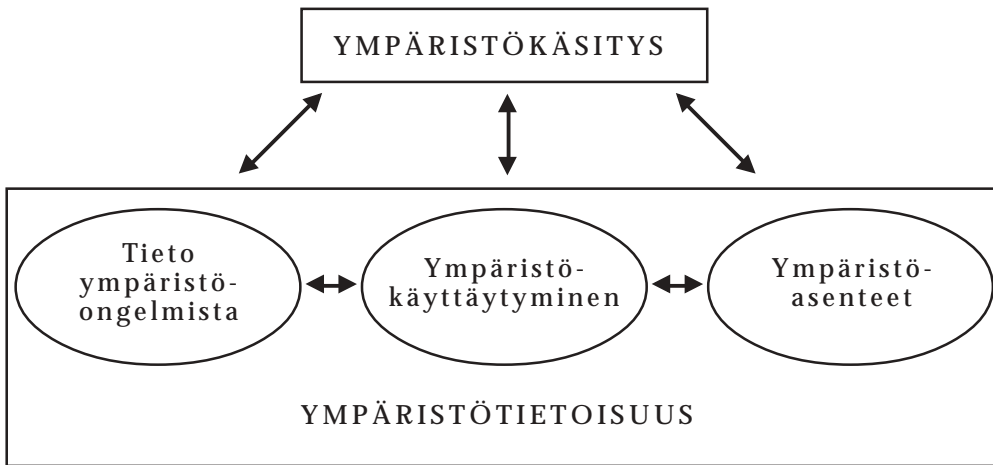 YMPÄRISTÖKÄSITYS
Tieto
ympäristö-
ongelmista
Ympäristö-
käyttäytyminen
Ympäristö-
asenteet
YMPÄRISTÖTIETOISUUS